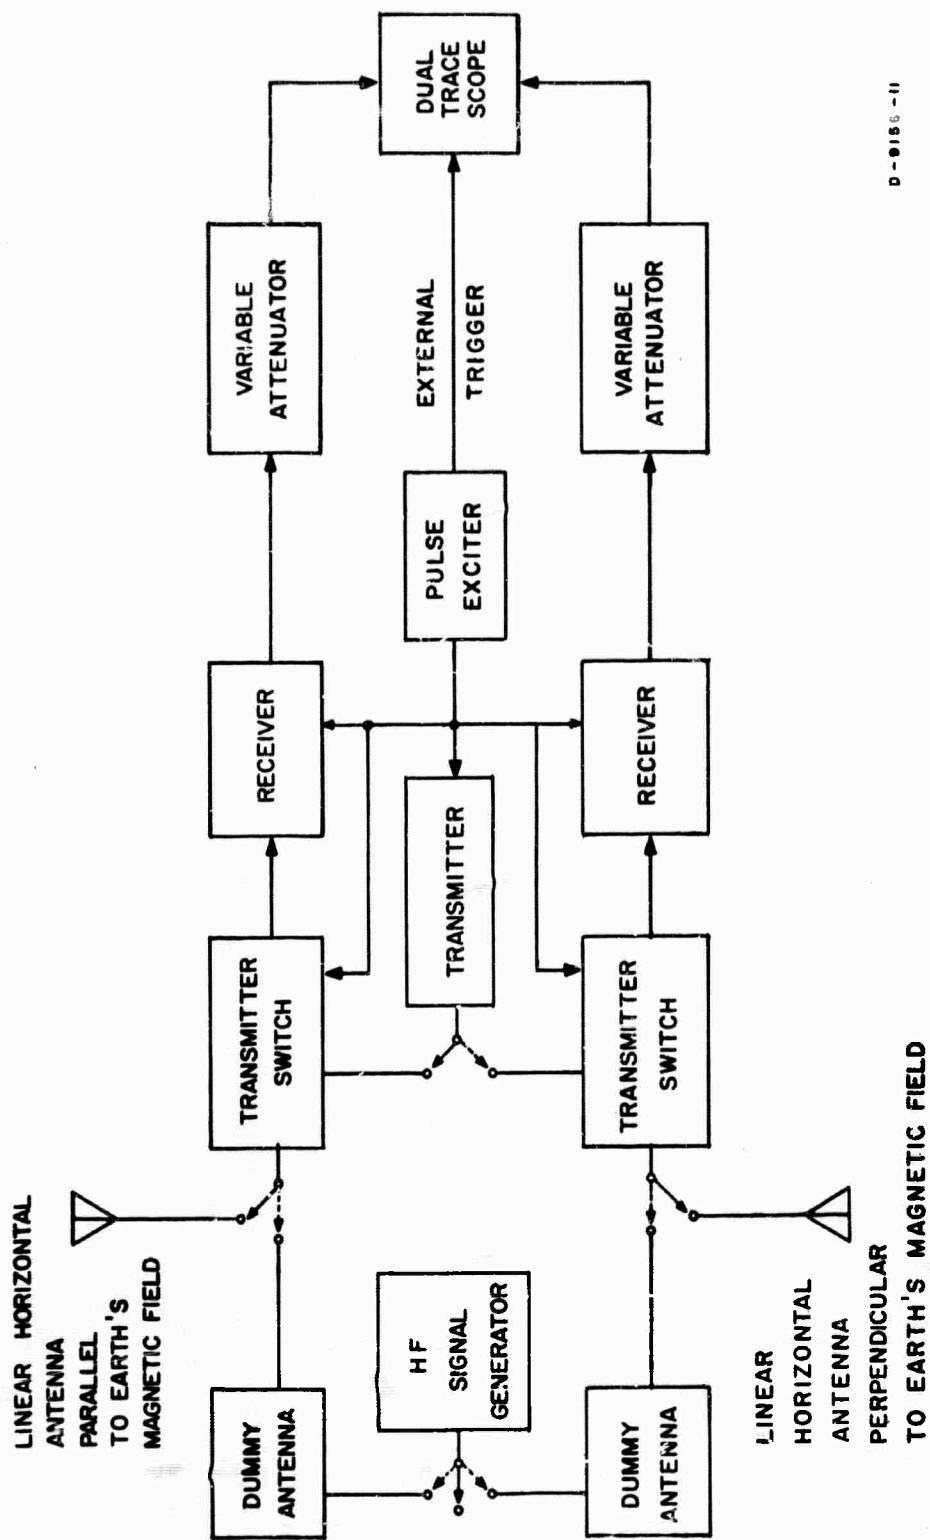 LINEAR HORIZONTAL
ANTENNA
PARALLEL
TO EARTH'S
MAGNETIC FIELD
DUMMY
ANTENNA
TRANSMITTER
SWITCH
RECEIVER
VARIABLE
ATTENUATOR
HF
SIGNAL
GENERATOR
TRANSMITTER
PULSE
EXCITER
EXTERNAL
TRIGGER
DUAL
TRACE
SCOPE
DUMMY
ANTENNA
TRANSMITTER
SWITCH
RECEIVER
VARIABLE
ATTENUATOR
LINEAR
HORIZONTAL
ANTENNA
PERPENDICULAR
TO EARTH'S MAGNETIC FIELD